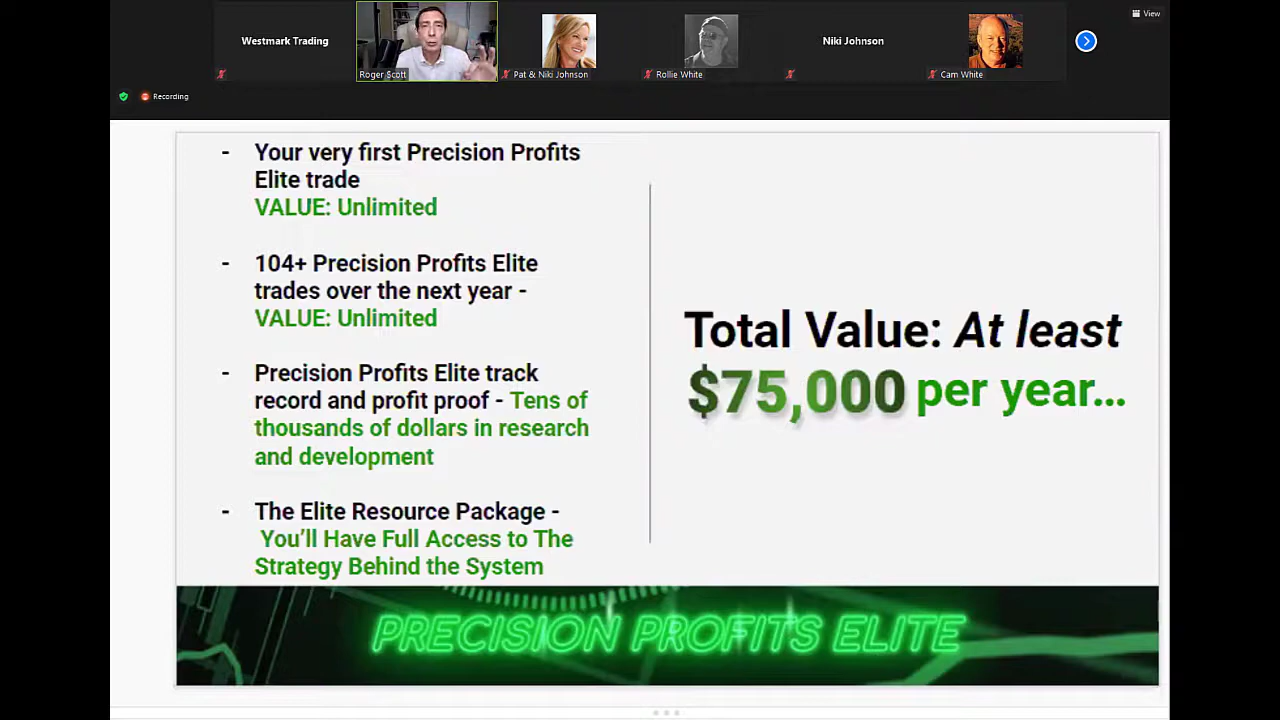 View
Westmark Trading
Niki Johnson
Roger Scott
Pat & Niki Johnson
Rollie White
Cam White
Recording
- Your very first Precision Profits
Elite trade
VALUE: Unlimited
- 104+ Precision Profits Elite
trades over the next year -
VALUE: Unlimited
- Precision Profits Elite track
record and profit proof - Tens of
thousands of dollars in research
and development
- The Elite Resource Package -
You'll Have Full Access to The
Strategy Behind the System
Total Value: At least
$75,000 per year...
PRECISION PROFITS ELITE